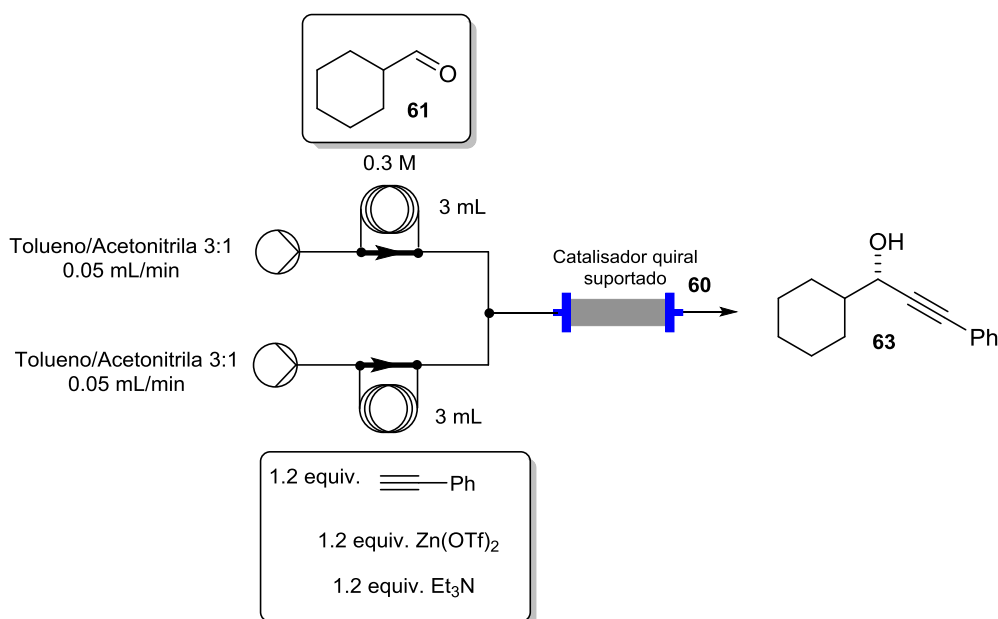 O
61
0.3 M
3 mL
Tolueno/Acetonitrila 3:1
0.05 mL/min
Catalisador quiral
suportado
60
OH
Ph
63
Tolueno/Acetonitrila 3:1
0.05 mL/min
3 mL
1.2 equiv.
Ph
1.2 equiv. Zn(OTf)₂
1.2 equiv. Et₃N